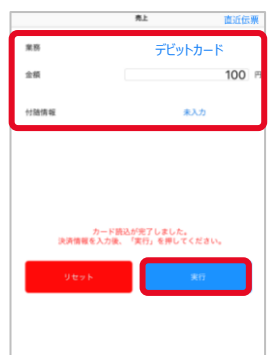 売上
直近伝票
業務
デビットカード
金額
100 円
付随情報
未入力
カード読込が完了しました。
決済情報を入力後、「実行」を押してください。
リセット
実行